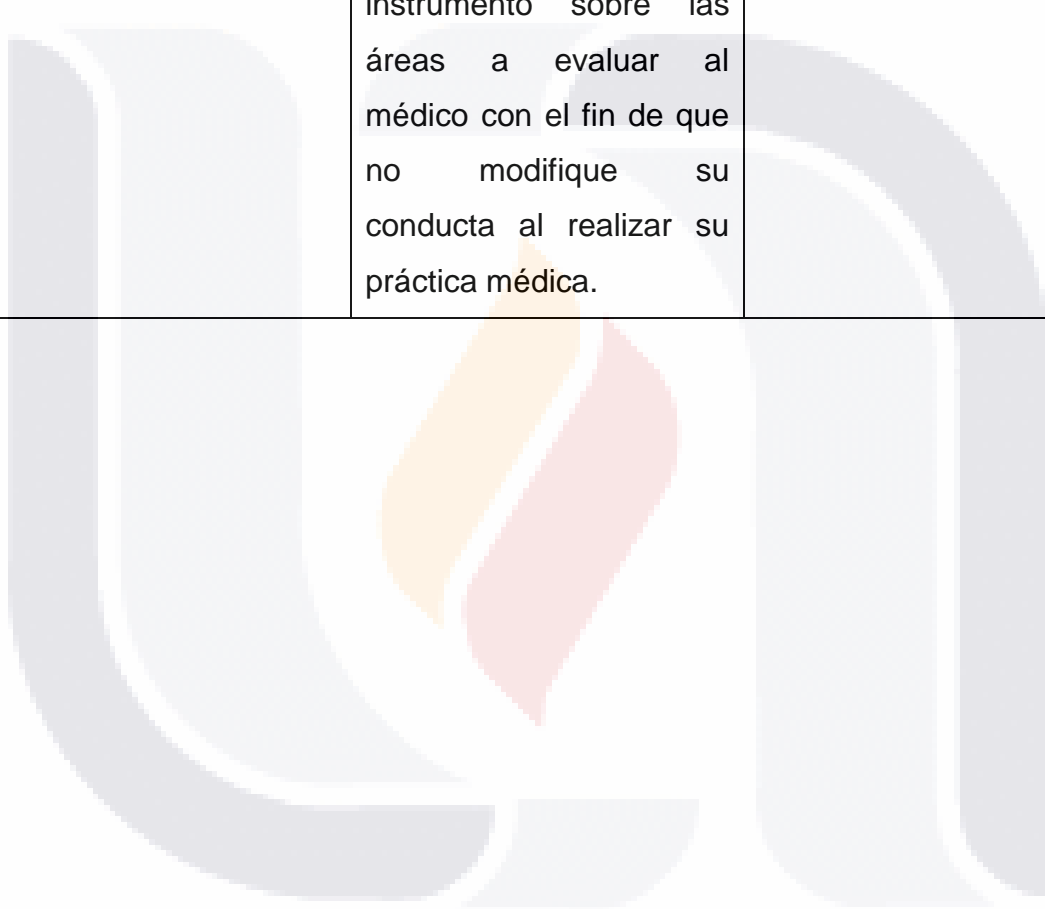 instrumento sobre las
áreas a evaluar al
médico con el fin de que
no modifique su
conducta al realizar su
práctica médica.